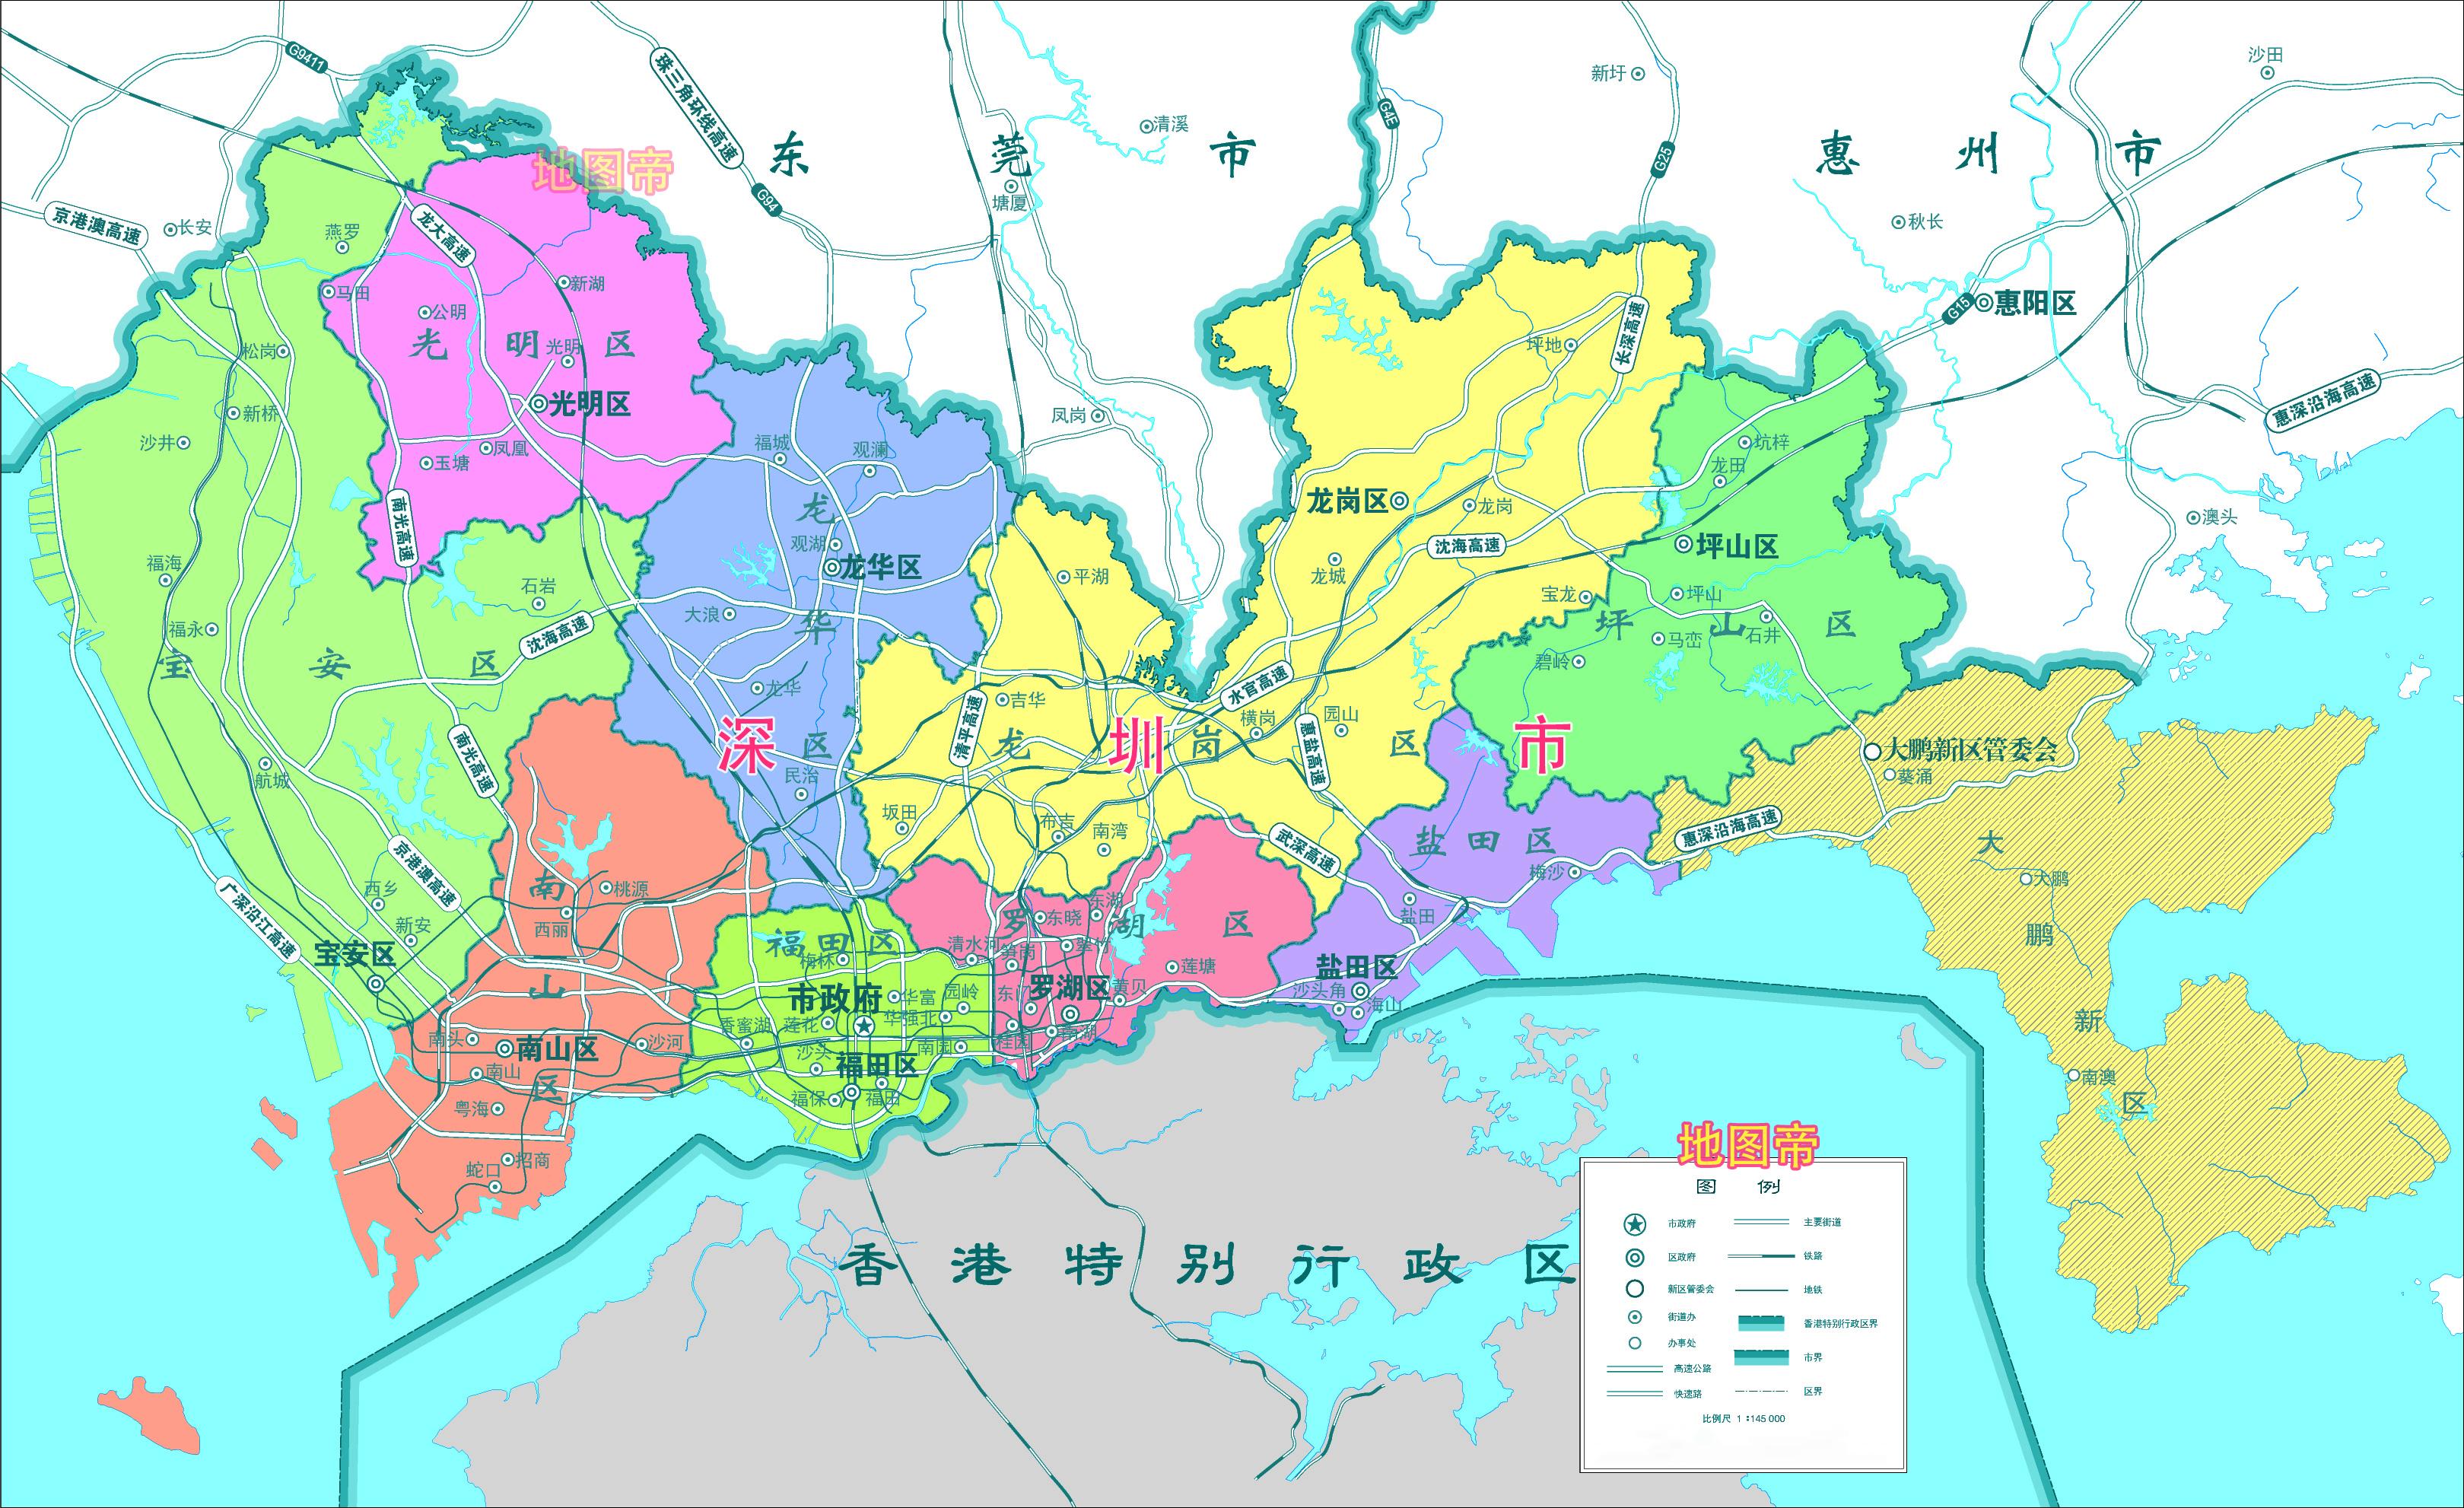 G9411
珠三角环线高速
G94
东莞市
清溪
塘厦
G4E
新圩
G25
惠州市
沙田
地图帝
京港澳高速
长安
燕罗
龙大高速
秋长
马田
公明
新湖
光明区
光明
光明区
凤凰
玉塘
松岗
新桥
沙井
G15
惠阳区
惠深沿海高速
长深高速
坪地
凤岗
福城
观澜
坑梓
龙田
龙岗区
龙岗
澳头
南光高速
龙华区
观湖
龙华区
沈海高速
坪山区
福海
石岩
平湖
龙城
宝龙
坪山
大浪
福永
沈海高速
坪山区
石井
马峦
碧岭
宝安区
龙华
吉华
水官高速
横岗
园山
深圳市
南光高速
清平高速
龙岗区
惠盐高速
大鹏新区管委会
葵涌
航城
民治
坂田
布吉
南湾
武深高速
盐田区
惠深沿海高速
梅沙
大鹏新区
大鹏
京港澳高速
广深沿江高速
西乡
新安
宝安区
南山区
桃源
西丽
福田区
梅林
罗湖区
东湖
东晓
翠竹
清水河
笋岗
莲塘
盐田
盐田区
沙头角
海山
市政府
华富
园岭
东门
罗湖区
黄贝
香蜜湖
莲花
华强北
南头
南山区
沙河
沙头
福田区
南园
桂园
南湖
南山
粤海
福保
福田
招商
蛇口
南澳
香港特别行政区
地图帝
图例
市政府
主要街道
区政府
铁路
新区管委会
地铁
街道办
香港特别行政区界
办事处
市界
高速公路
快速路
区界
比例尺 1:145 000